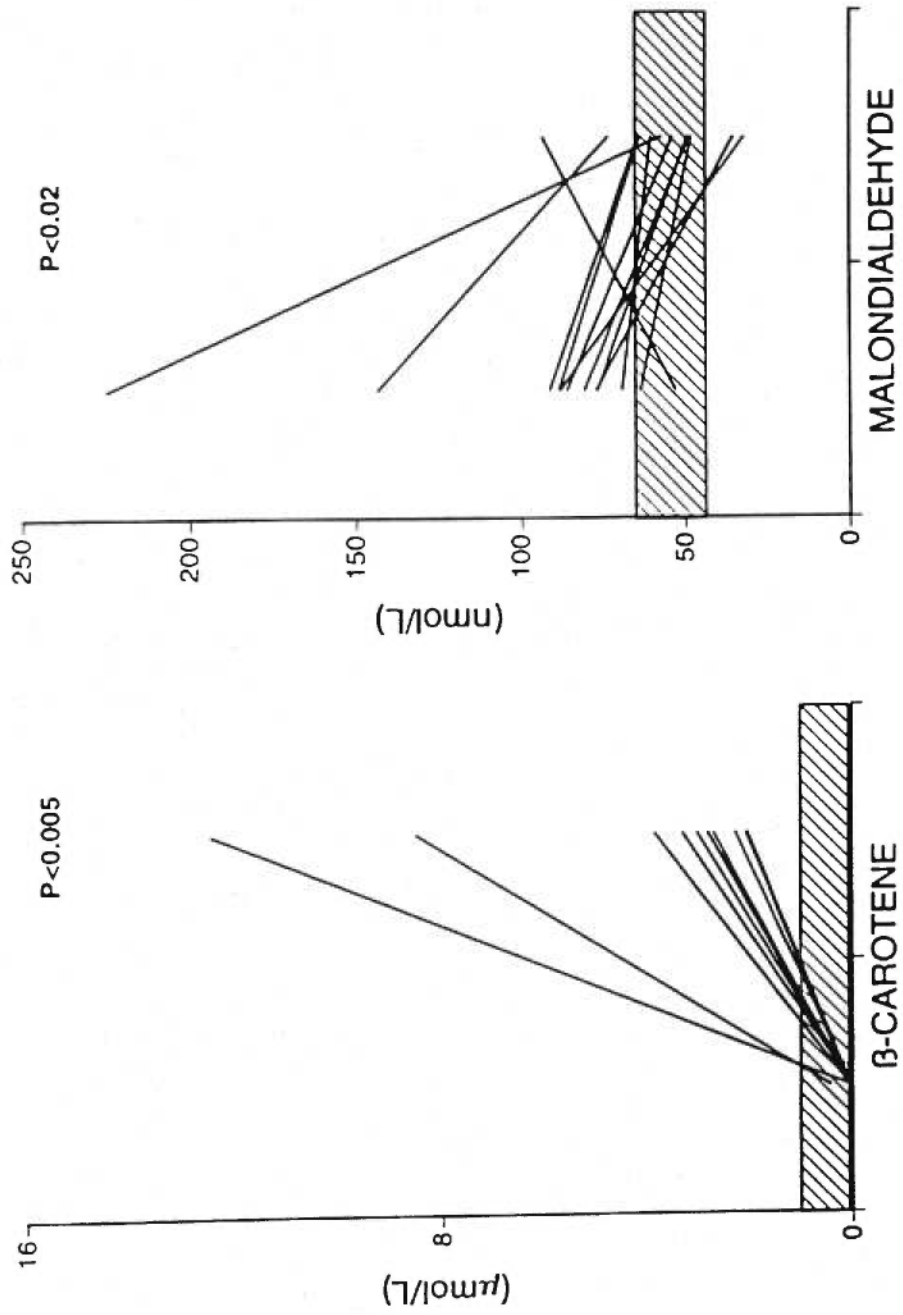 P<0.005
16
8
0
(µmol/L)
β-CAROTENE
P<0.02
250
200
150
100
50
0
(nmol/L)
MALONDIALDEHYDE